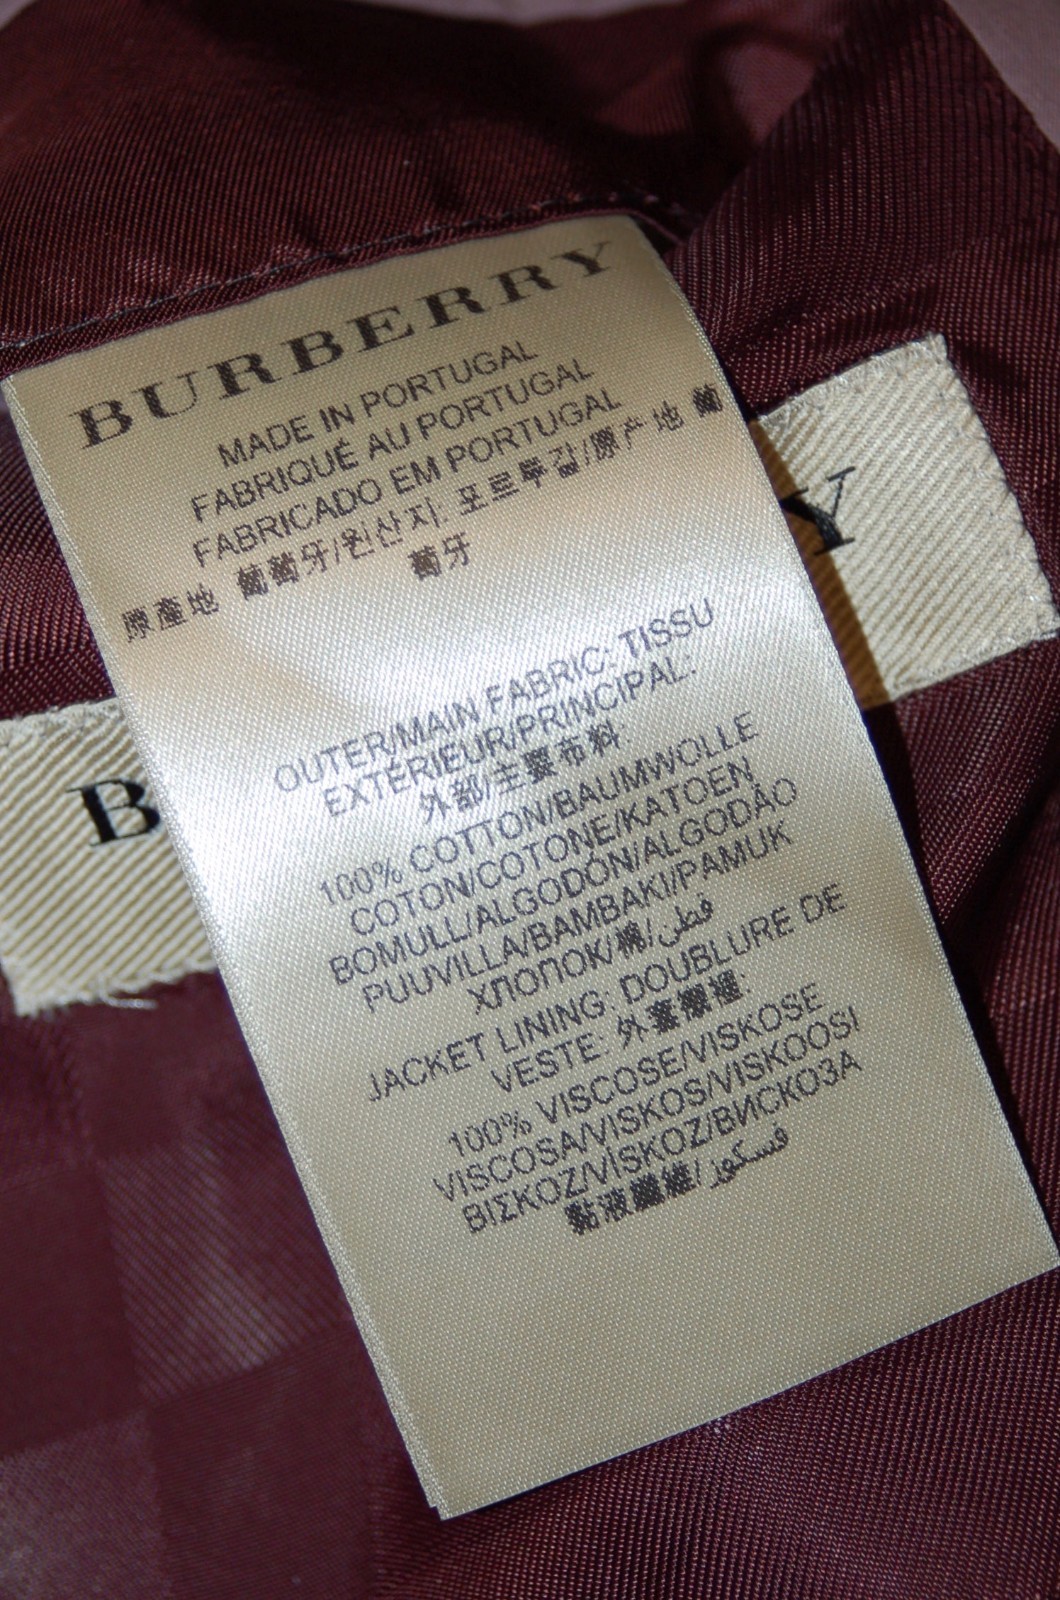 BURBERRY
MADE IN PORTUGAL
FABRIQUÉ AU PORTUGAL
FABRICADO EM PORTUGAL
原產地 葡萄牙/원산지: 포르투갈/原产地 葡
萄牙
OUTER/MAIN FABRIC: TISSU
EXTÉRIEUR/PRINCIPAL:
外部/主要布料:
100% COTTON/BAUMWOLLE
COTON/COTONE/KATOEN
BOMULL/ALGODÓN/ALGODÃO
PUUVILLA/BAMBAKI/PAMUK
ХЛОПОК/棉/قطن
JACKET LINING: DOUBLURE DE
VESTE: 外套襯裡:
100% VISCOSE/VISKOSE
VISCOSA/VISKOS/VISKOOSI
ΒΙΣΚΟΖ/VİSKOZ/ВИСКОЗА
黏液纖維/فسكوز
B
Y